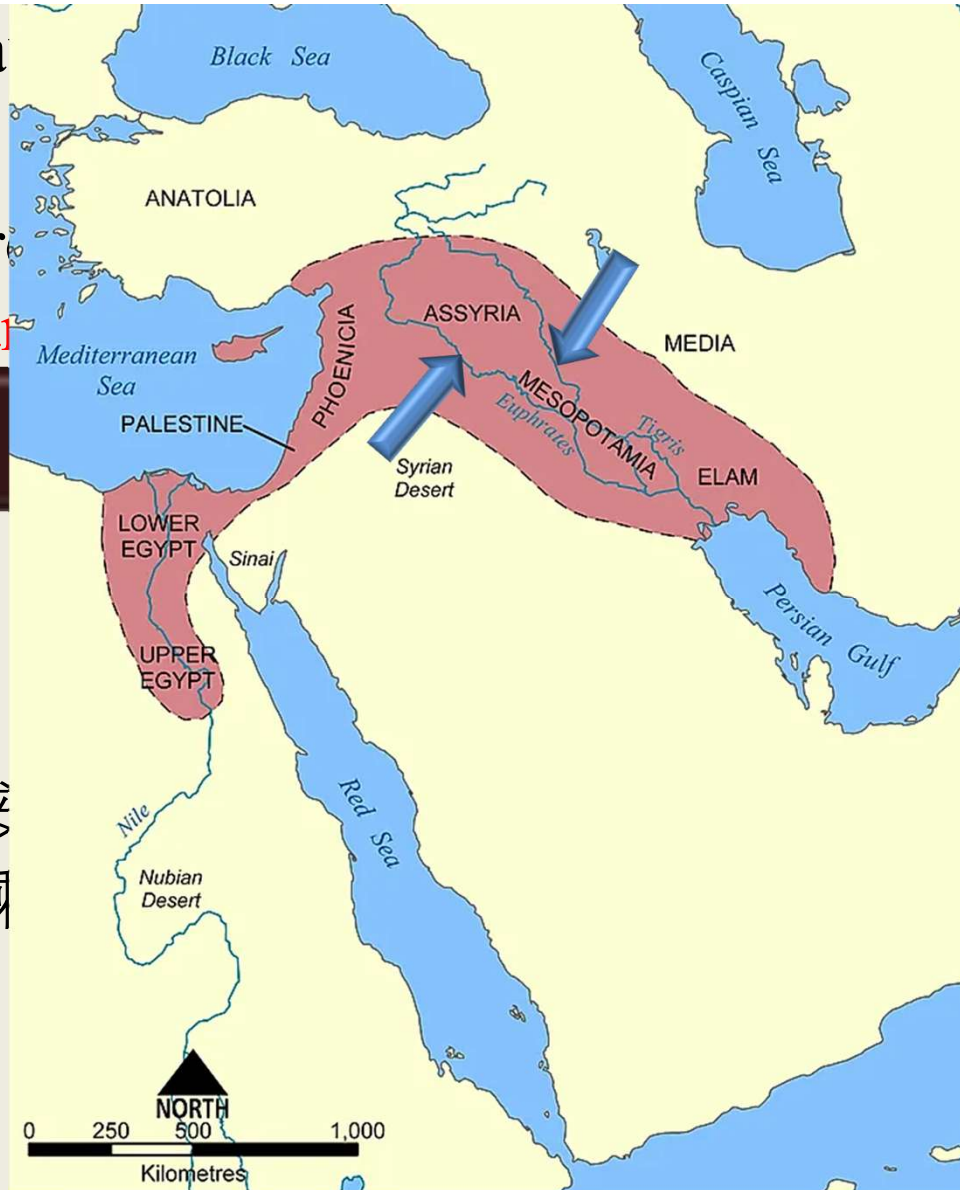 Black Sea
Caspian Sea
ANATOLIA
ASSYRIA
MEDIA
Mediterranean
Sea
PHOENICIA
MESOPOTAMIA
Euphrates
Tigris
PALESTINE
Syrian
Desert
ELAM
LOWER
EGYPT
Sinai
Persian Gulf
UPPER
EGYPT
Red Sea
Nile
Nubian
Desert
NORTH
0 250 500 1,000
Kilometres